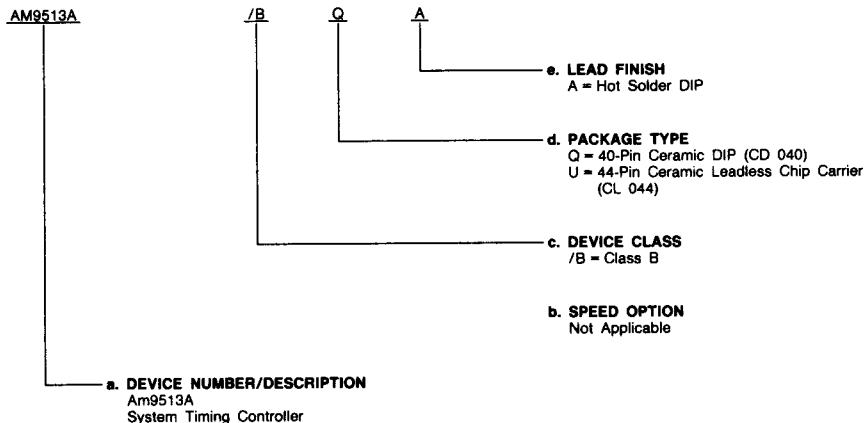 AM9513A /B Q A
e. LEAD FINISH
A = Hot Solder DIP
d. PACKAGE TYPE
Q = 40-Pin Ceramic DIP (CD 040)
U = 44-Pin Ceramic Leadless Chip Carrier
(CL 044)
c. DEVICE CLASS
/B = Class B
b. SPEED OPTION
Not Applicable
a. DEVICE NUMBER/DESCRIPTION
Am9513A
System Timing Controller